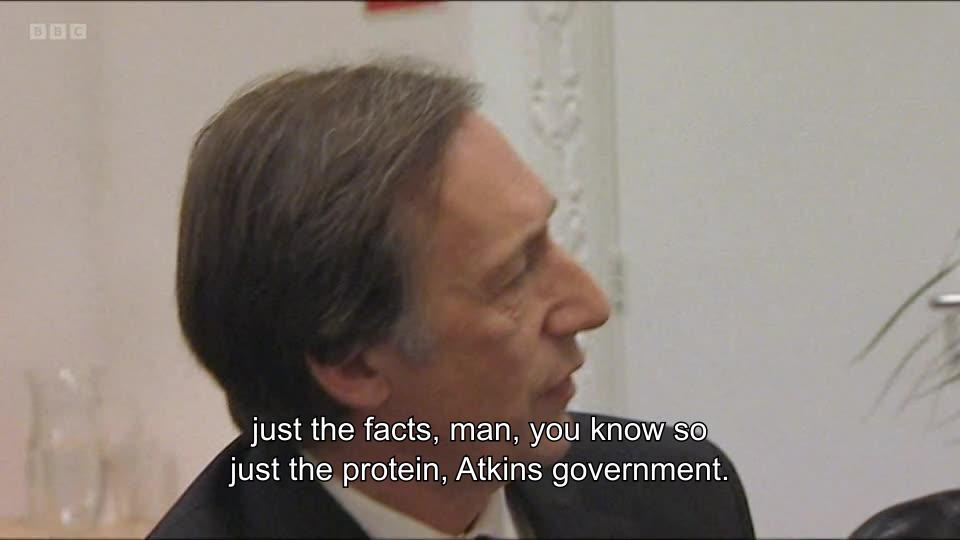 BBC
just the facts, man, you know so
just the protein, Atkins government.